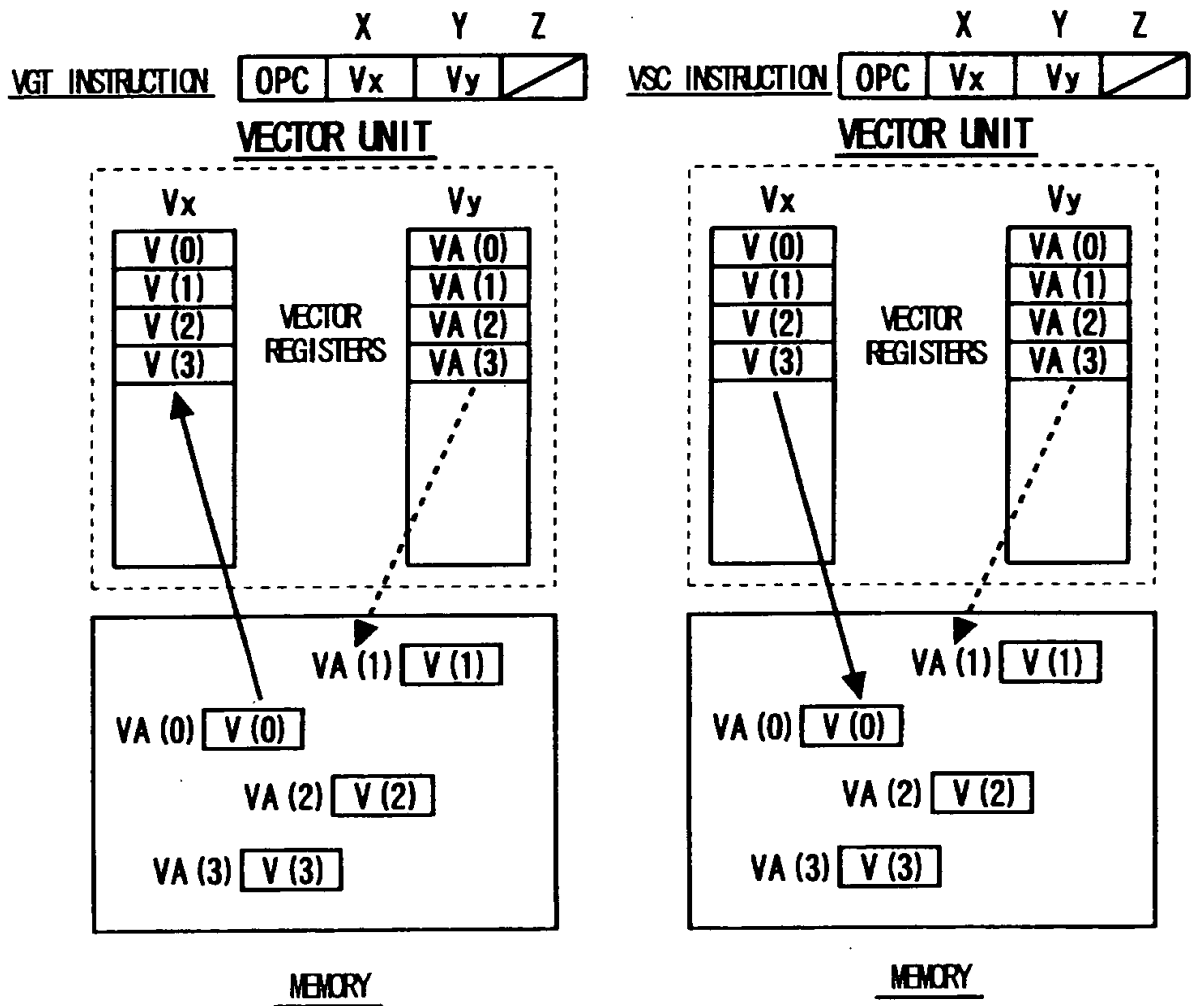 X Y Z
VGT INSTRUCTION OPC Vx Vy
VECTOR UNIT
Vx Vy
V (0) VA (0)
V (1) VA (1)
V (2) VA (2)
V (3) VA (3)
VECTOR
REGISTERS
VA (1) V (1)
VA (0) V (0)
VA (2) V (2)
VA (3) V (3)
MEMORY
X Y Z
VSC INSTRUCTION OPC Vx Vy
VECTOR UNIT
Vx Vy
V (0) VA (0)
V (1) VA (1)
V (2) VA (2)
V (3) VA (3)
VECTOR
REGISTERS
VA (1) V (1)
VA (0) V (0)
VA (2) V (2)
VA (3) V (3)
MEMORY